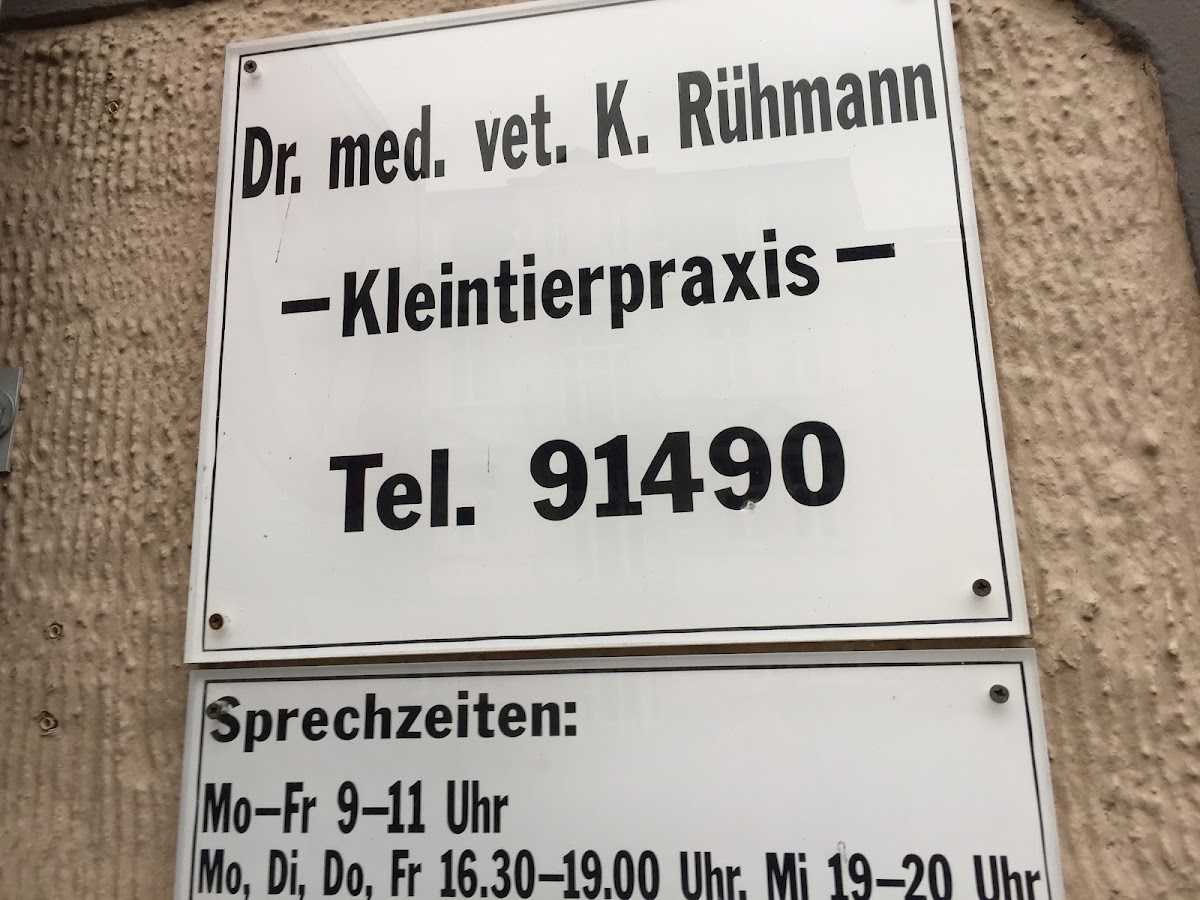 Dr. med. vet. K. Rühmann
–Kleintierpraxis–
Tel. 91490
Sprechzeiten:
Mo–Fr 9–11 Uhr
Mo, Di, Do, Fr 16.30–19.00 Uhr. Mi 19–20 Uhr